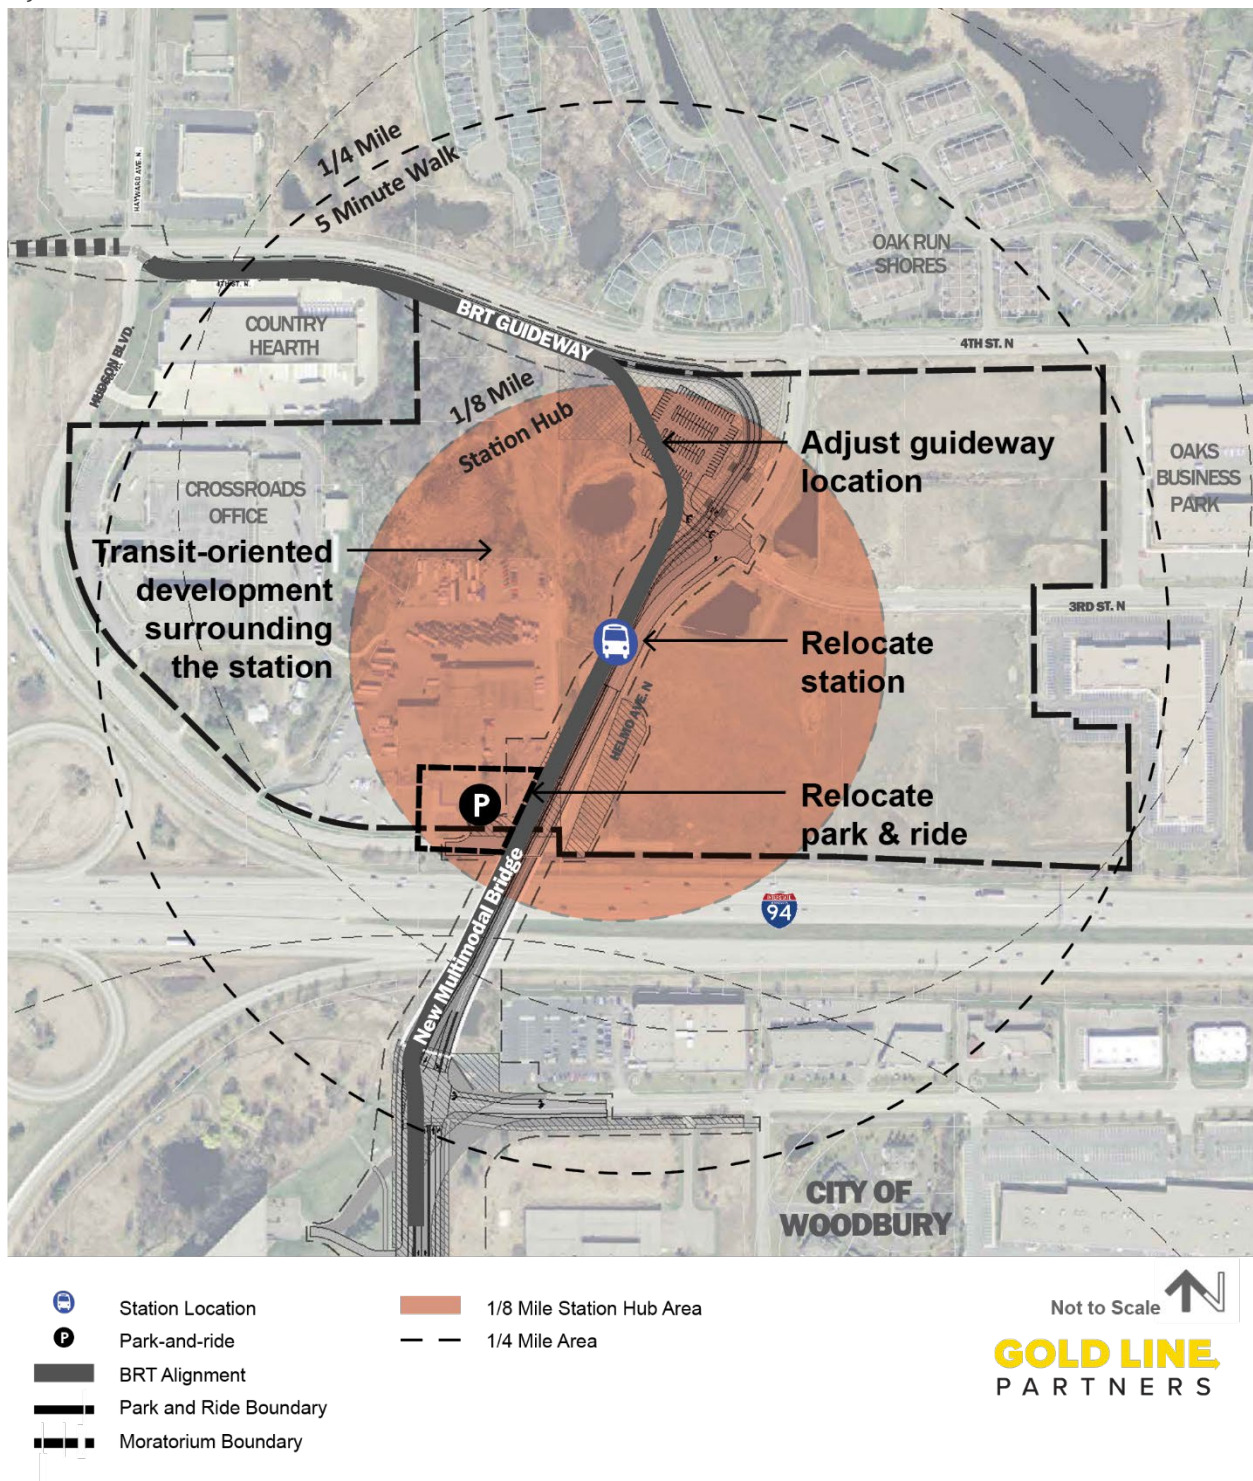 1/4 Mile
5 Minute Walk
HAYWARD AVE. N.
OAK RUN
SHORES
4TH ST. N.
COUNTRY
HEARTH
BRT GUIDEWAY
4TH ST. N
HUDSON BLVD.
1/8 Mile
Station Hub
Adjust guideway
location
OAKS
BUSINESS
PARK
CROSSROADS
OFFICE
Transit-oriented
development
surrounding
the station
3RD ST. N
Relocate
station
HELMO AVE. N
P
Relocate
park & ride
New Multimodal Bridge
94
CITY OF
WOODBURY
Station Location
P
Park-and-ride
BRT Alignment
Park and Ride Boundary
Moratorium Boundary
1/8 Mile Station Hub Area
1/4 Mile Area
Not to Scale
N
GOLD LINE
PARTNERS